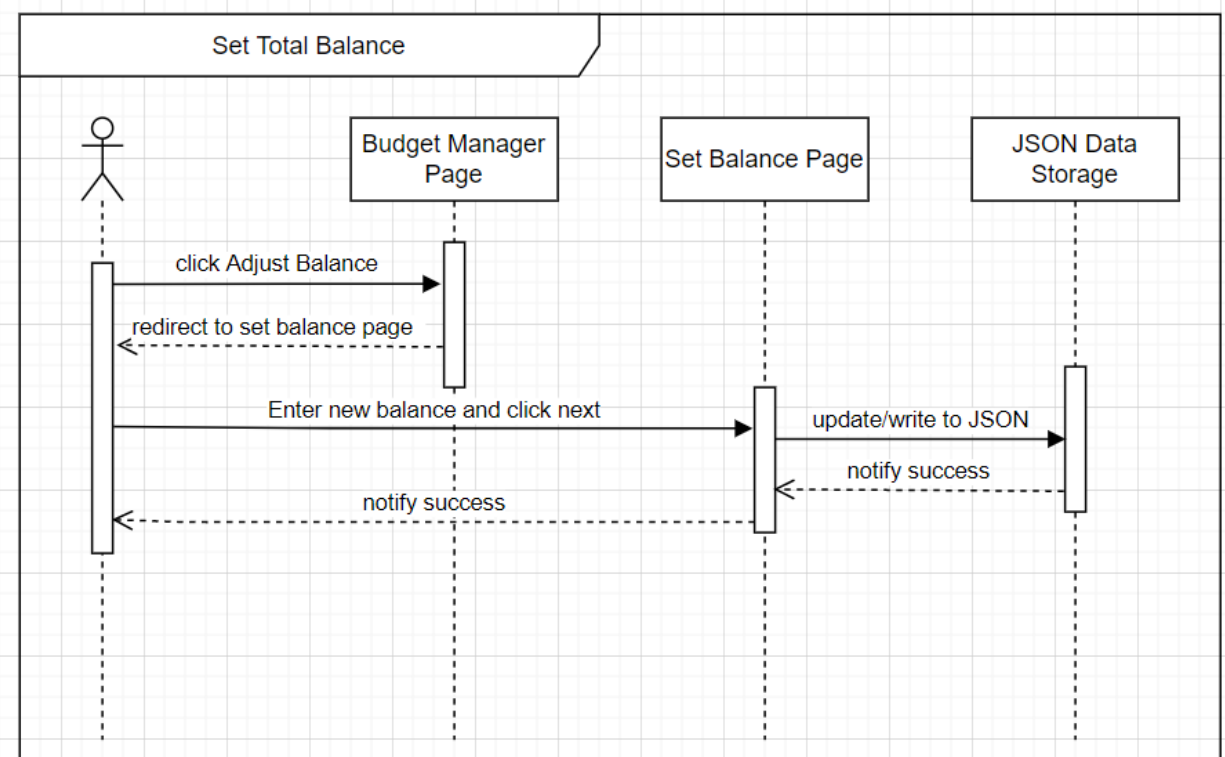 Set Total Balance
Budget Manager
Page
Set Balance Page
JSON Data
Storage
click Adjust Balance
redirect to set balance page
Enter new balance and click next
update/write to JSON
notify success
notify success